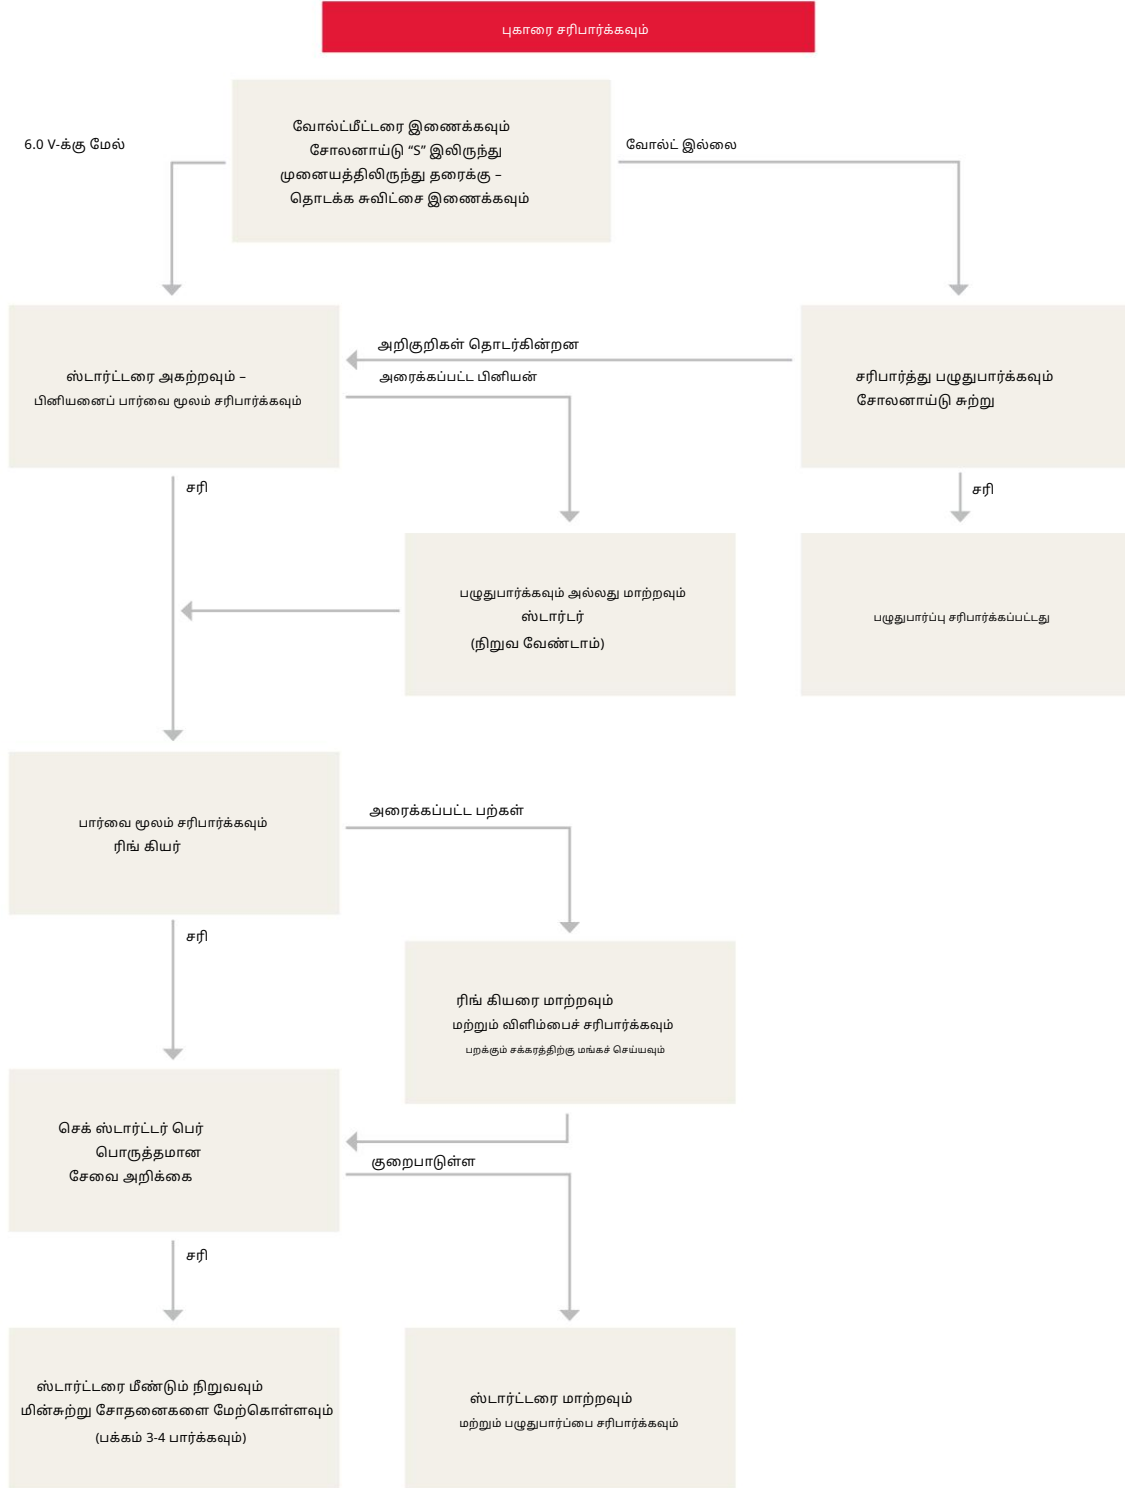 புகாரை சரிபார்க்கவும்
6.0 V-க்கு மேல்
வோல்ட்மீட்டரை இணைக்கவும்
சோலனாய்டு “S” இலிருந்து
முனையத்திலிருந்து தரைக்கு –
தொடக்க சுவிட்சை இணைக்கவும்
வோல்ட் இல்லை
ஸ்டார்ட்டரை அகற்றவும் –
பினியனைப் பார்வை மூலம் சரிபார்க்கவும்
அறிகுறிகள் தொடர்கின்றன
அரைக்கப்பட்ட பினியன்
சரிபார்த்து பழுதுபார்க்கவும்
சோலனாய்டு சுற்று
சரி
சரி
பழுதுபார்க்கவும் அல்லது மாற்றவும்
ஸ்டார்டர்
(நிறுவ வேண்டாம்)
பழுதுபார்ப்பு சரிபார்க்கப்பட்டது
பார்வை மூலம் சரிபார்க்கவும்
ரிங் கியர்
அரைக்கப்பட்ட பற்கள்
சரி
ரிங் கியரை மாற்றவும்
மற்றும் விளிம்பைச் சரிபார்க்கவும்
பறக்கும் சக்கரத்திற்கு மங்கச் செய்யவும்
செக் ஸ்டார்ட்டர் பெர்
பொருத்தமான
சேவை அறிக்கை
குறைபாடுள்ள
சரி
ஸ்டார்ட்டரை மீண்டும் நிறுவவும்
மின்சுற்று சோதனைகளை மேற்கொள்ளவும்
(பக்கம் 3-4 பார்க்கவும்)
ஸ்டார்ட்டரை மாற்றவும்
மற்றும் பழுதுபார்ப்பை சரிபார்க்கவும்